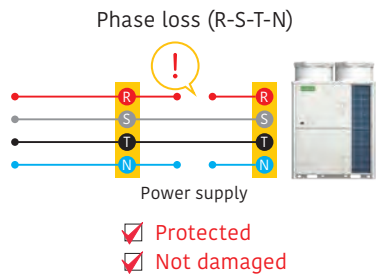 Phase loss (R-S-T-N)
!
R R
S S
T T
N N
Power supply
Protected
Not damaged